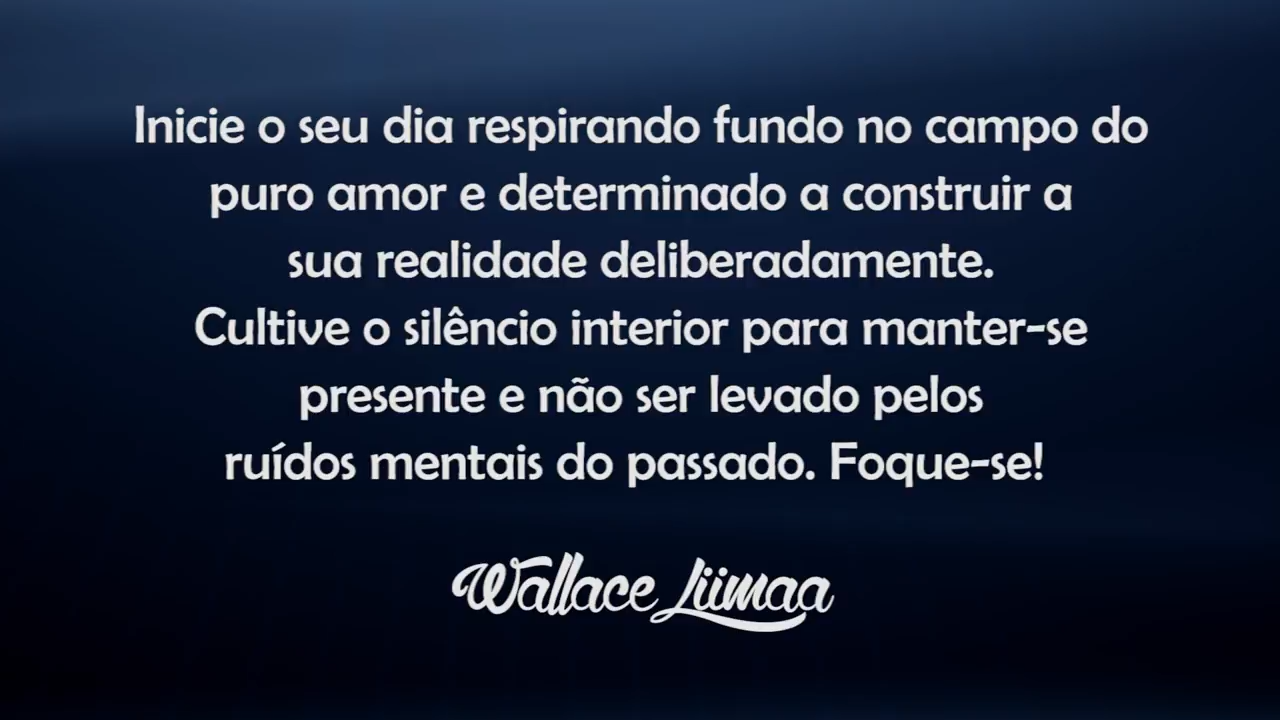 Inicie o seu dia respirando fundo no campo do
puro amor e determinado a construir a
sua realidade deliberadamente.
Cultive o silêncio interior para manter-se
presente e não ser levado pelos
ruídos mentais do passado. Foque-se!
Wallace Liimaa